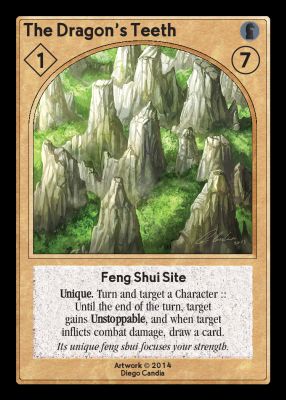 The Dragon's Teeth
1
7
Feng Shui Site
Unique. Turn and target a Character ::
Until the end of the turn, target
gains Unstoppable, and when target
inflicts combat damage, draw a card.
Its unique feng shui focuses your strength.
Artwork © 2014
Diego Candia